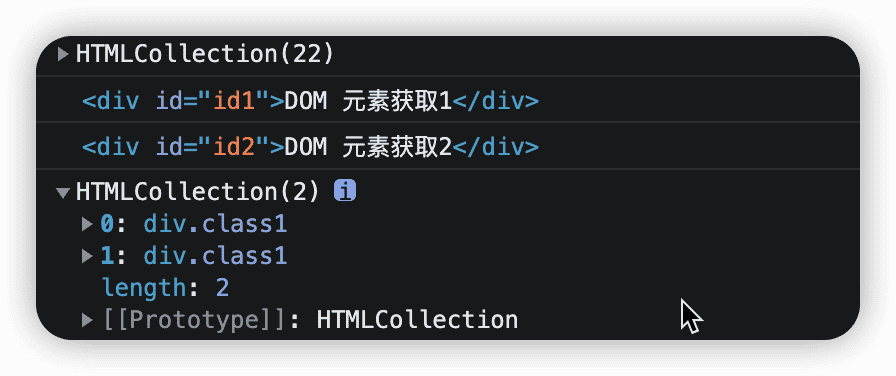 HTMLCollection(22)
<div id="id1">DOM 元素获取1</div>
<div id="id2">DOM 元素获取2</div>
HTMLCollection(2) i
0: div.class1
1: div.class1
length: 2
[[Prototype]]: HTMLCollection